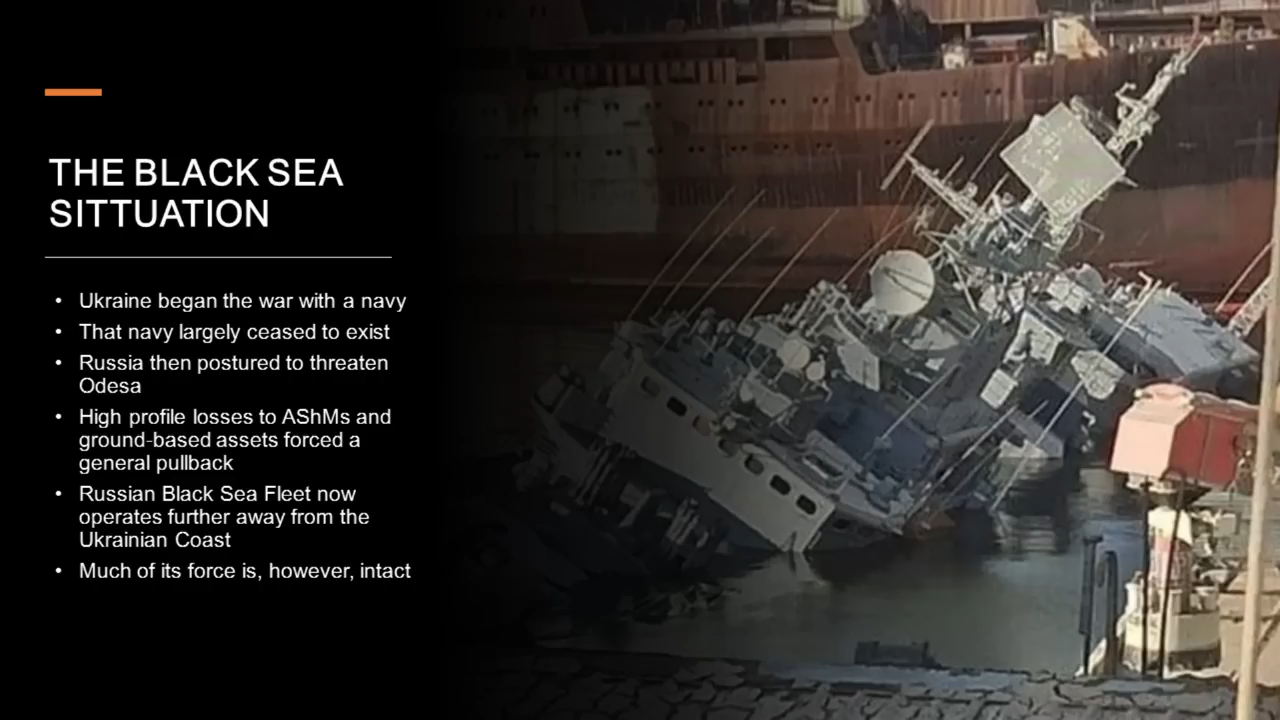 THE BLACK SEA
SITTUATION
• Ukraine began the war with a navy
• That navy largely ceased to exist
• Russia then postured to threaten
Odesa
• High profile losses to AShMs and
ground-based assets forced a
general pullback
• Russian Black Sea Fleet now
operates further away from the
Ukrainian Coast
• Much of its force is, however, intact